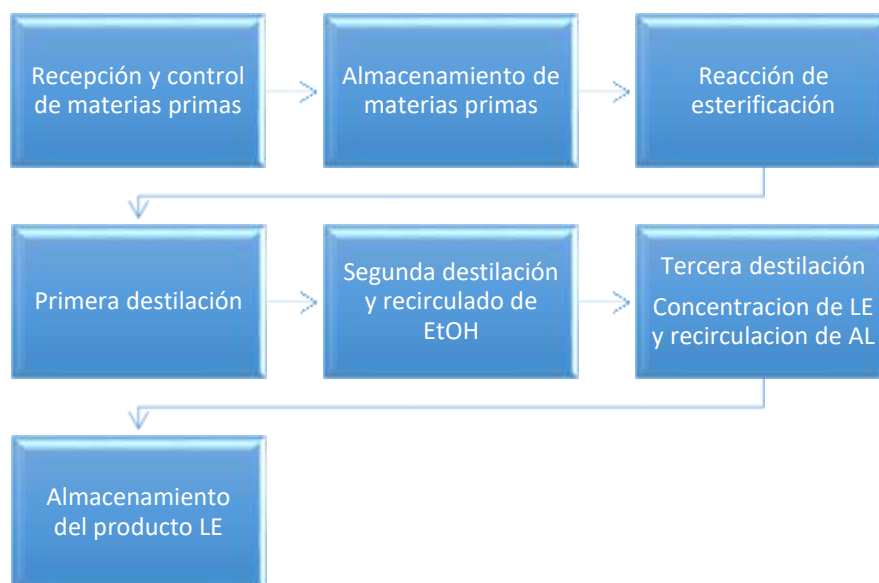 Recepción y control
de materias primas
Almacenamiento de
materias primas
Reacción de
esterificación
Primera destilación
Segunda destilación
y recirculado de
EtOH
Tercera destilación
Concentracion de LE
y recirculacion de AL
Almacenamiento
del producto LE